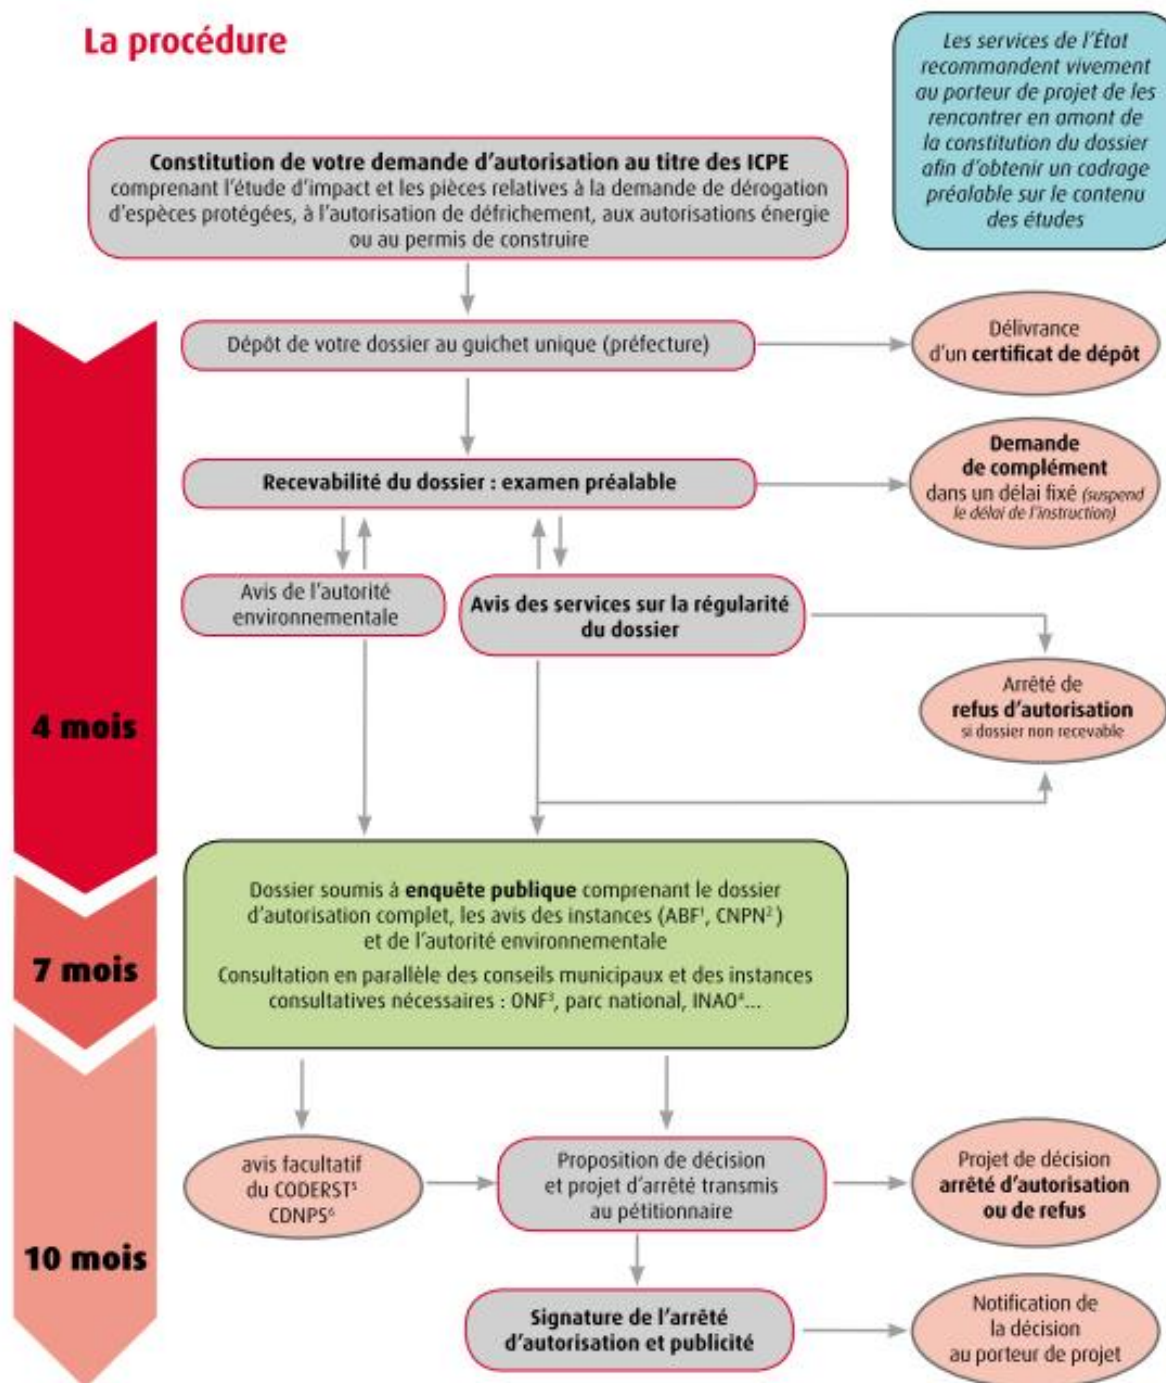 La procédure
Les services de l'État
recommandent vivement
au porteur de projet de les
rencontrer en amont de
la constitution du dossier
afin d'obtenir un cadrage
préalable sur le contenu
des études
Constitution de votre demande d'autorisation au titre des ICPE
comprenant l'étude d'impact et les pièces relatives à la demande de dérogation
d'espèces protégées, à l'autorisation de défrichement, aux autorisations énergie
ou au permis de construire
Dépôt de votre dossier au guichet unique (préfecture)
Délivrance
d'un certificat de dépôt
Recevabilité du dossier : examen préalable
Demande
de complément
dans un délai fixé (suspend
le délai de l'instruction)
Avis de l'autorité
environnementale
Avis des services sur la régularité
du dossier
Arrêté de
refus d'autorisation
si dossier non recevable
4 mois
Dossier soumis à enquête publique comprenant le dossier
d'autorisation complet, les avis des instances (ABF¹, CNPN²)
et de l'autorité environnementale
Consultation en parallèle des conseils municipaux et des instances
consultatives nécessaires : ONF³, parc national, INAO⁴...
7 mois
avis facultatif
du CODERST⁵
CDNPS⁶
Proposition de décision
et projet d'arrêté transmis
au pétitionnaire
Projet de décision
arrêté d'autorisation
ou de refus
10 mois
Signature de l'arrêté
d'autorisation et publicité
Notification de
la décision
au porteur de projet